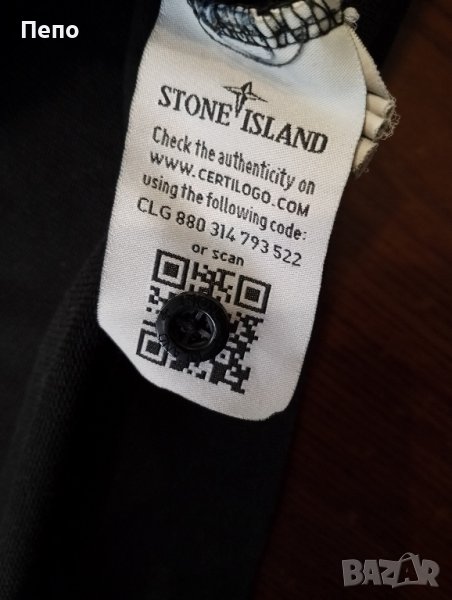 Пепо
STONE ISLAND
Check the authenticity on
WWW.CERTILOGO.COM
using the following code:
CLG 880 314 793 522
or scan
BAZAR